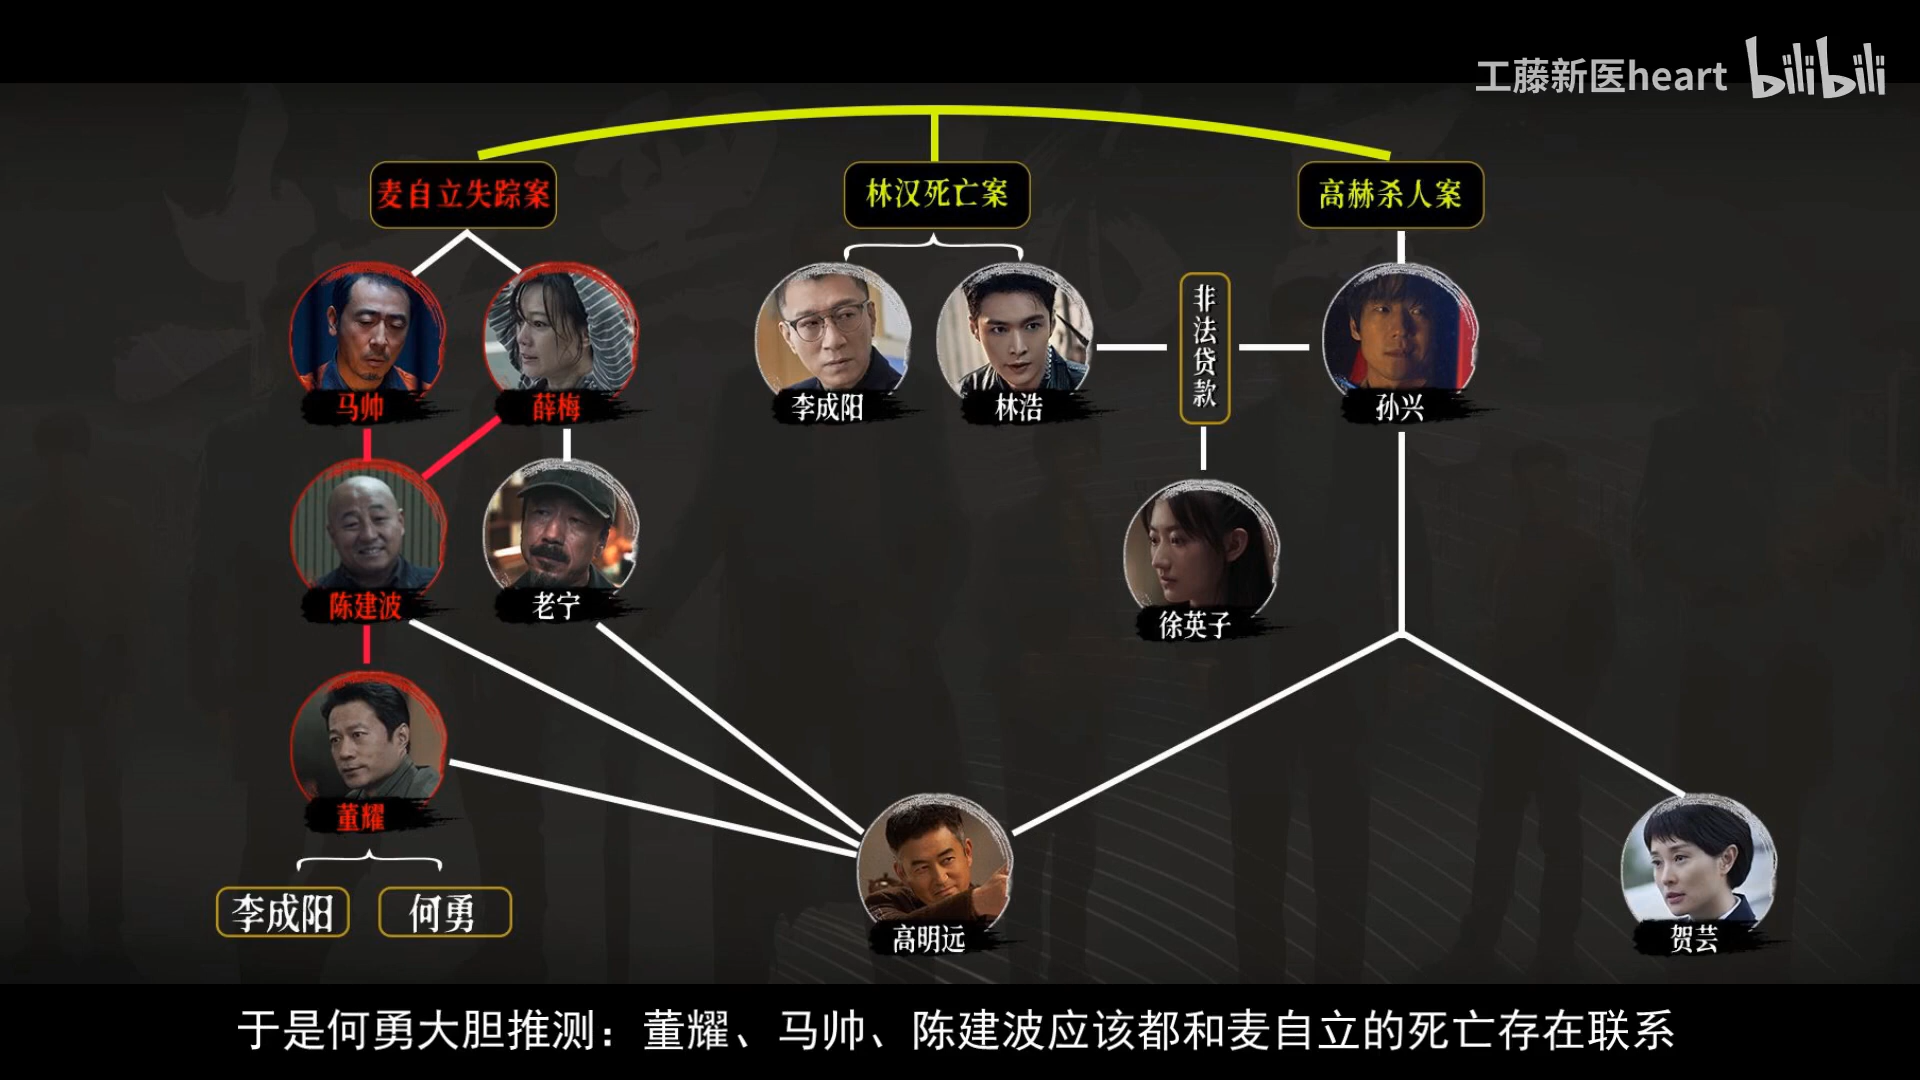 工藤新医heart bilibili
麦自立失踪案
林汉死亡案
高赫杀人案
非法贷款
马帅
薛梅
李成阳
林浩
孙兴
陈建波
老宁
徐英子
董耀
李成阳
何勇
高明远
贺芸
于是何勇大胆推测：董耀、马帅、陈建波应该都和麦自立的死亡存在联系